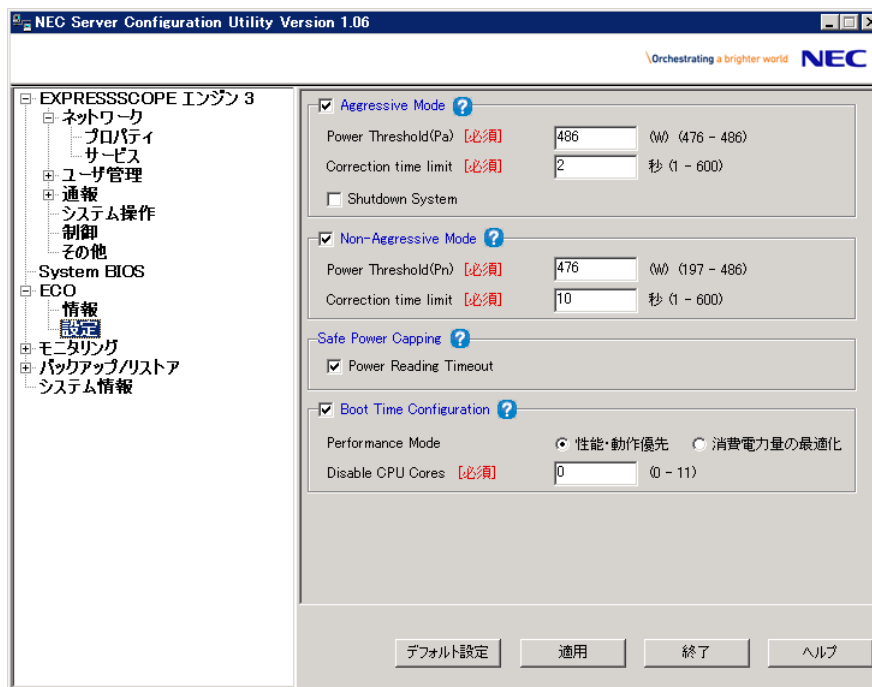 NEC Server Configuration Utility Version 1.06
\Orchestrating a brighter world NEC
EXPRESSSCOPE エンジン 3
ネットワーク
プロパティ
サービス
ユーザ管理
通報
システム操作
制御
その他
System BIOS
ECO
情報
設定
モニタリング
バックアップ/リストア
システム情報
Aggressive Mode ?
Power Threshold(Pa) [必須] 486 (W) (476 - 486)
Correction time limit [必須] 2 秒 (1 - 600)
Shutdown System
Non-Aggressive Mode ?
Power Threshold(Pn) [必須] 476 (W) (197 - 486)
Correction time limit [必須] 10 秒 (1 - 600)
Safe Power Capping ?
Power Reading Timeout
Boot Time Configuration ?
Performance Mode 性能・動作優先 消費電力量の最適化
Disable CPU Cores [必須] 0 (0 - 11)
デフォルト設定 適用 終了 ヘルプ